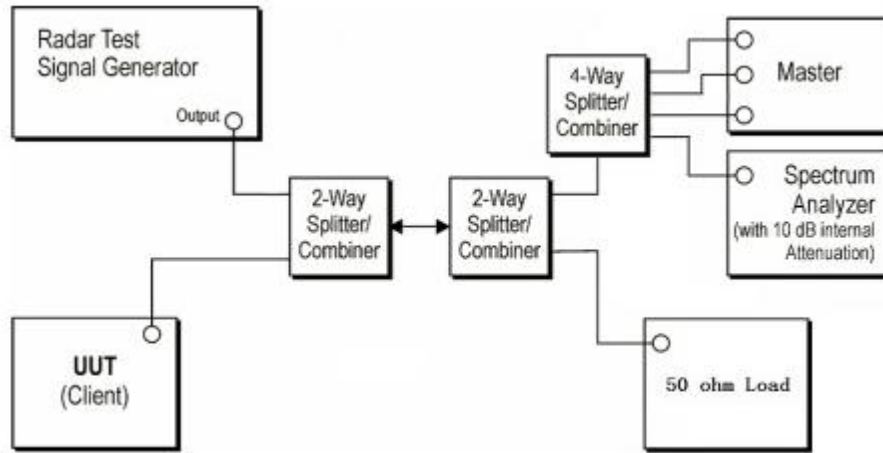 Radar Test
Signal Generator
Output
4-Way
Splitter/
Combiner
Master
2-Way
Splitter/
Combiner
2-Way
Splitter/
Combiner
Spectrum
Analyzer
(with 10 dB internal
Attenuation)
UUT
(Client)
50 ohm Load